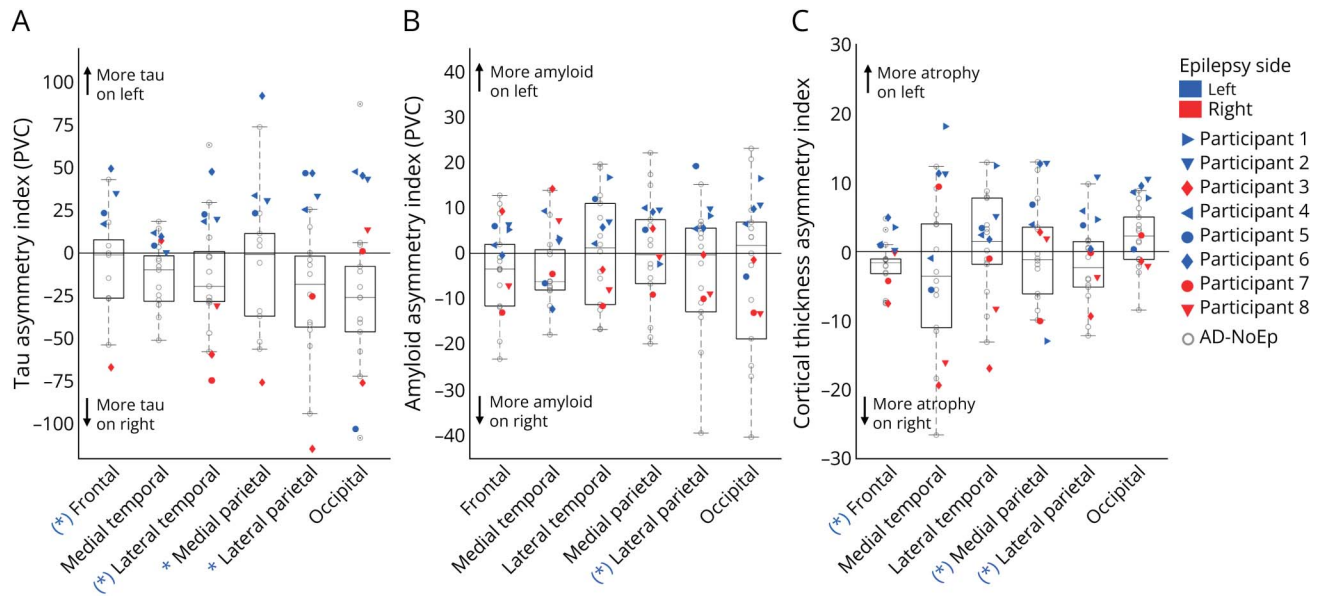 A
Tau asymmetry index (PVC)
100
75
50
25
0
−25
−50
−75
−100
More tau
on left
More tau
on right
(*) Frontal
Medial temporal
(*) Lateral temporal
* Medial parietal
* Lateral parietal
Occipital
B
Amyloid asymmetry index (PVC)
40
30
20
10
0
−10
−20
−30
−40
More amyloid
on left
More amyloid
on right
Frontal
Medial temporal
Lateral temporal
Medial parietal
(*) Lateral parietal
Occipital
C
Cortical thickness asymmetry index
30
20
10
0
−10
−20
−30
More atrophy
on left
More atrophy
on right
(*) Frontal
Medial temporal
Lateral temporal
(*) Medial parietal
(*) Lateral parietal
Occipital
Epilepsy side
Left
Right
Participant 1
Participant 2
Participant 3
Participant 4
Participant 5
Participant 6
Participant 7
Participant 8
AD-NoEp